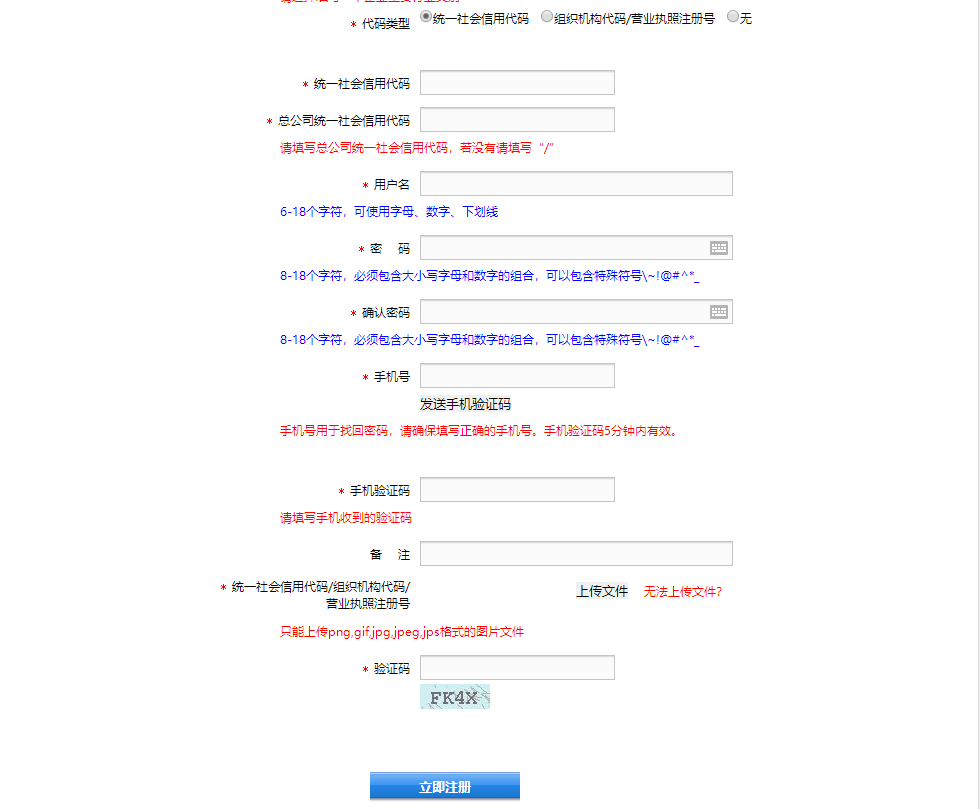 * 代码类型 统一社会信用代码 组织机构代码/营业执照注册号 无
* 统一社会信用代码
* 总公司统一社会信用代码
请填写总公司统一社会信用代码，若没有请填写“/”
* 用户名
6-18个字符，可使用字母、数字、下划线
* 密 码
8-18个字符，必须包含大小写字母和数字的组合，可以包含特殊符号\~!@#^*_
* 确认密码
8-18个字符，必须包含大小写字母和数字的组合，可以包含特殊符号\~!@#^*_
* 手机号
发送手机验证码
手机号用于找回密码，请确保填写正确的手机号。手机验证码5分钟内有效。
* 手机验证码
请填写手机收到的验证码
备 注
* 统一社会信用代码/组织机构代码/
营业执照注册号
上传文件 无法上传文件?
只能上传png,gif,jpg,jpeg,jps格式的图片文件
* 验证码
FK4X
立即注册